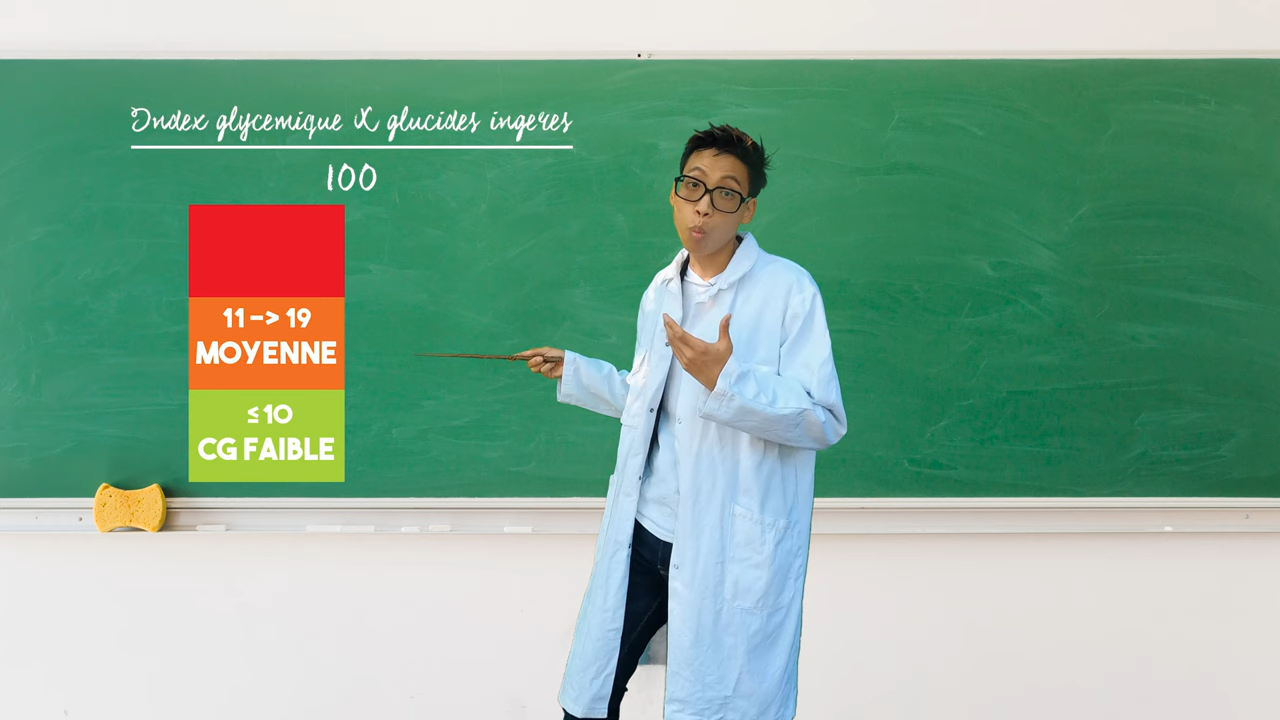 Index glycemique X glucides ingeres
100
11 -> 19
MOYENNE
≤ 10
CG FAIBLE